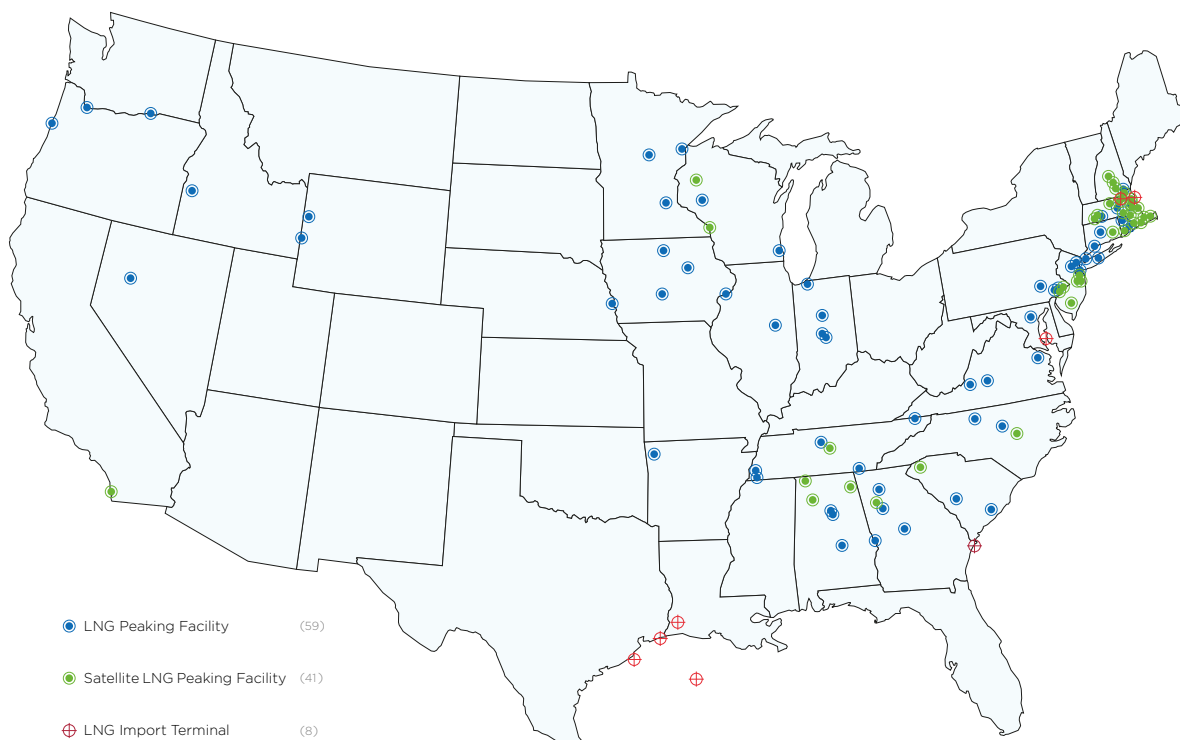 LNG Peaking Facility (59)
Satellite LNG Peaking Facility (41)
LNG Import Terminal (8)